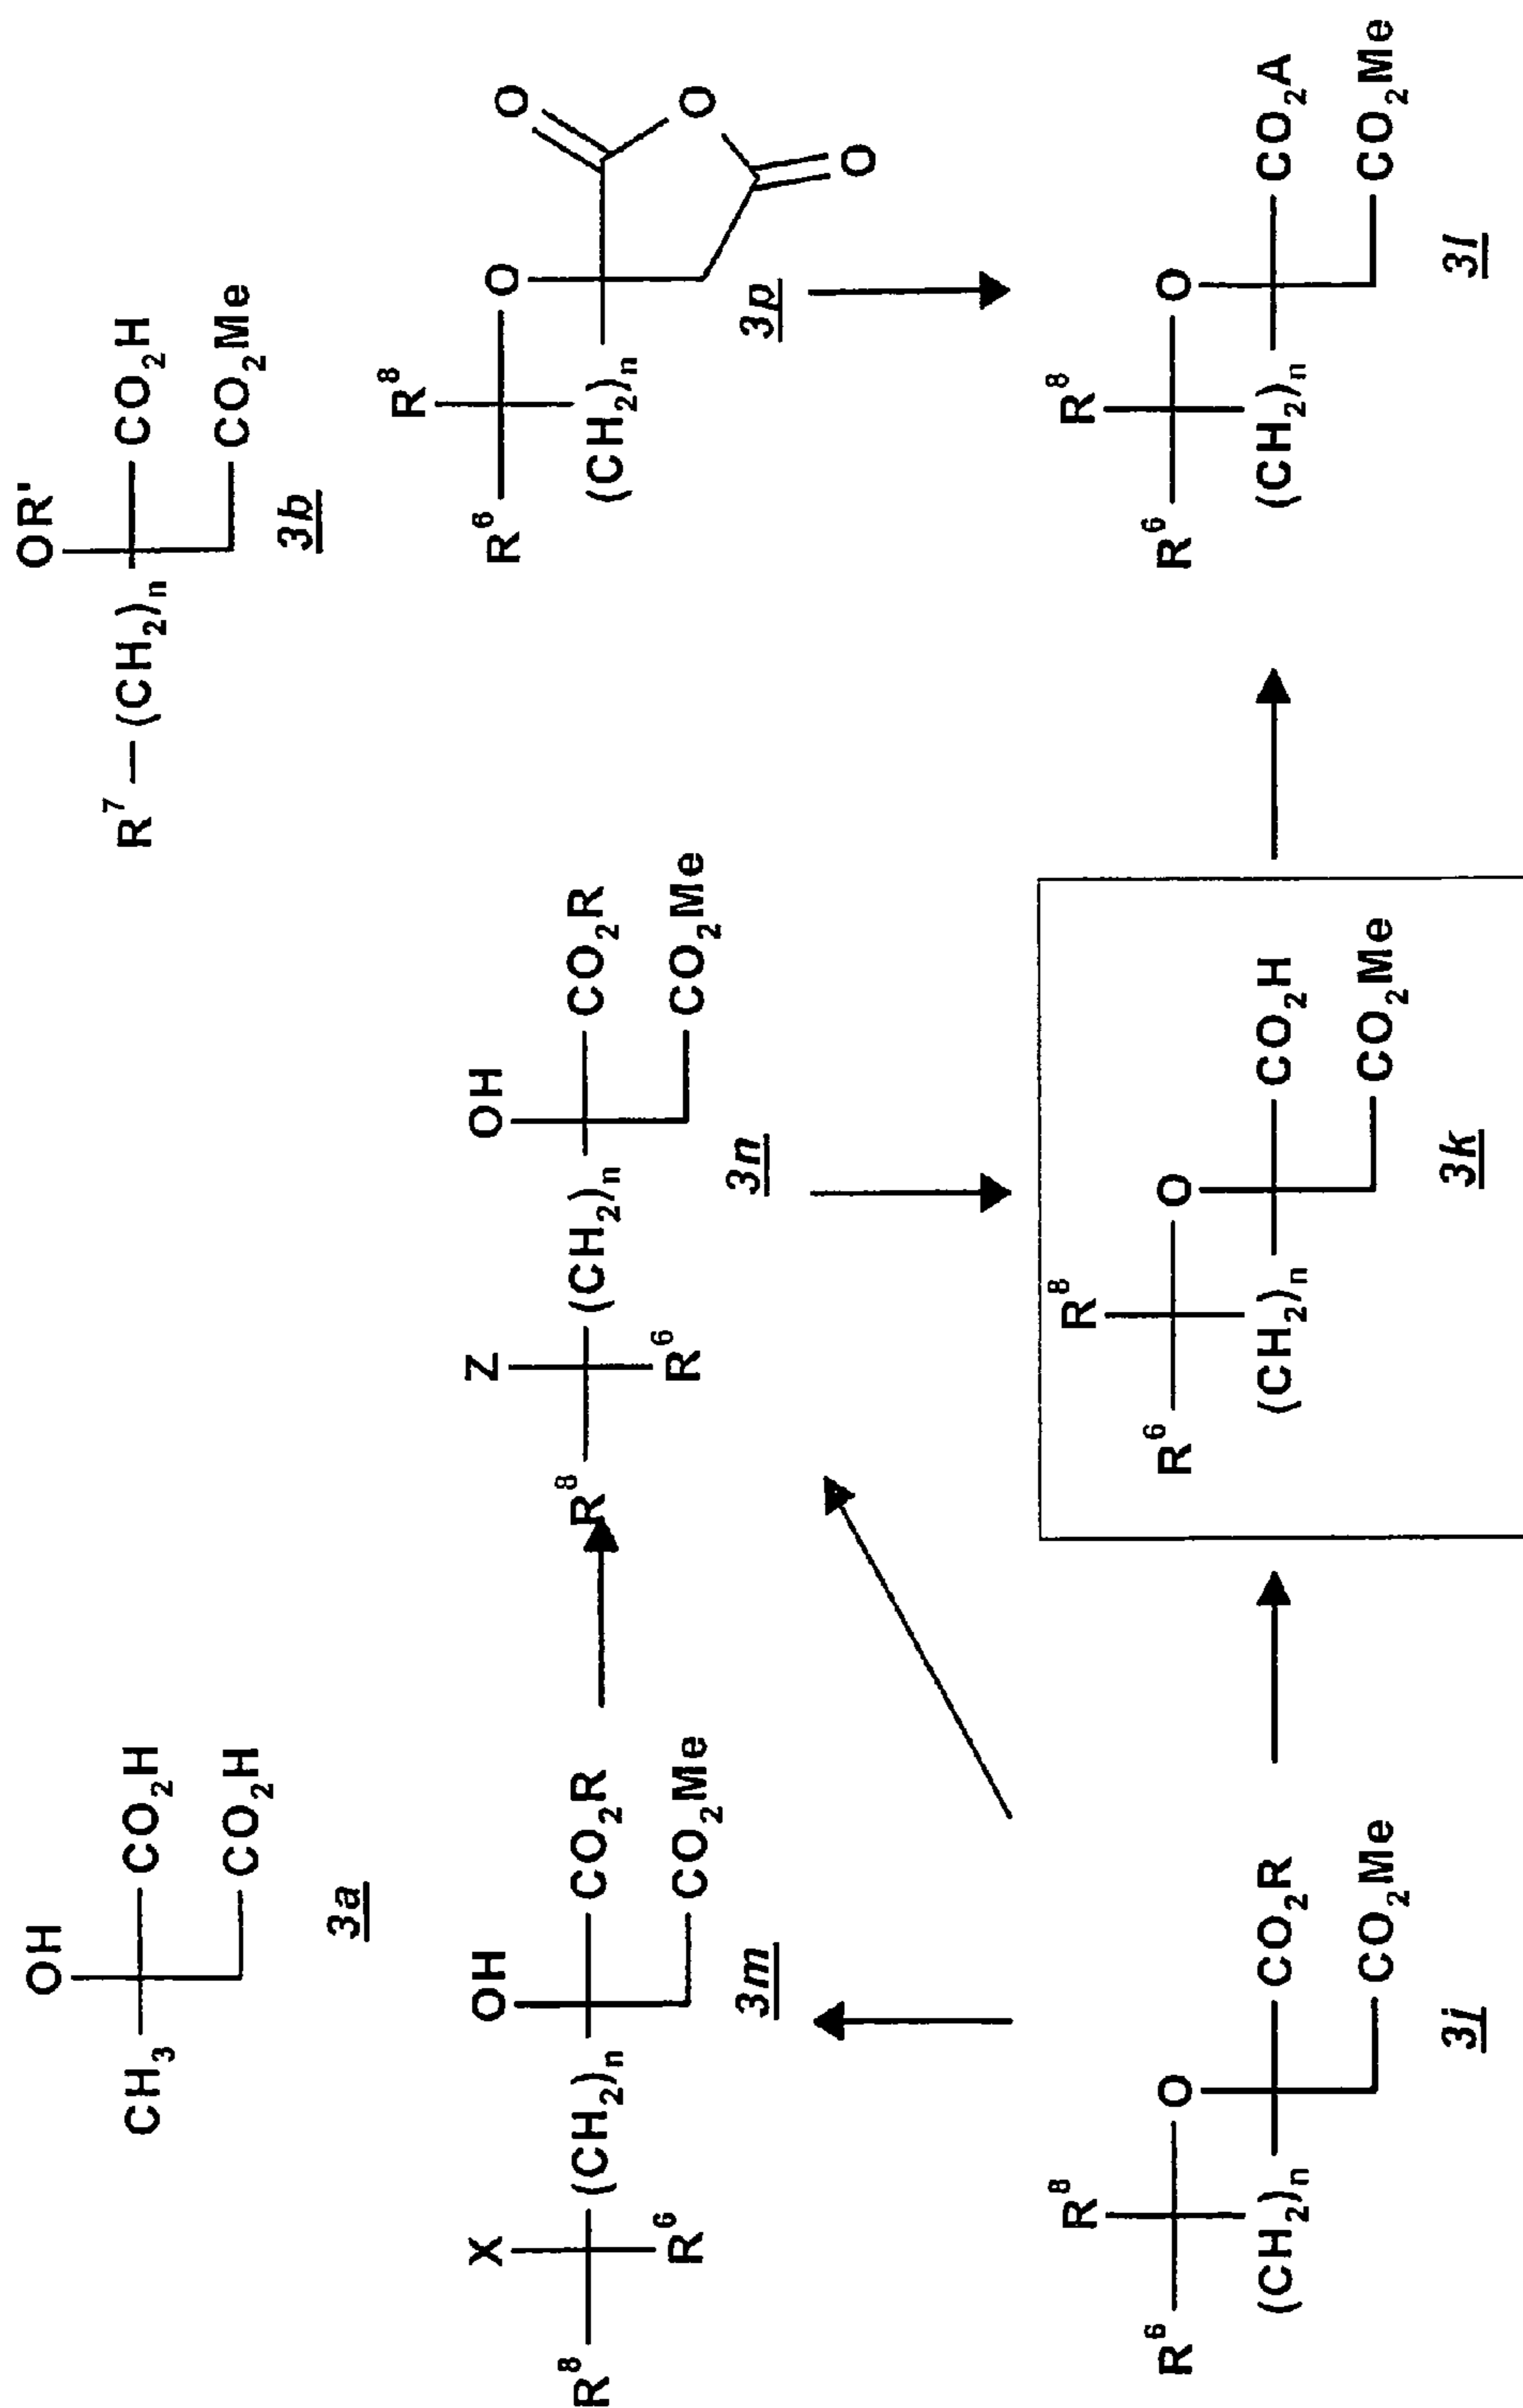 OH
CH3 CO2H
CO2H
3a
OR'
R7 — (CH2)n CO2H
CO2Me
3b
X OH
R8 (CH2)n CO2R
R6 CO2Me
3m
Z OH
R8 (CH2)n CO2R
R6 CO2Me
3n
R8
R6 O O
(CH2)n O
O
3p
R8
R6 O
(CH2)n CO2R
CO2Me
3j
R8
R6 O
(CH2)n CO2H
CO2Me
3k
R8
R6 O
(CH2)n CO2A
CO2Me
3l